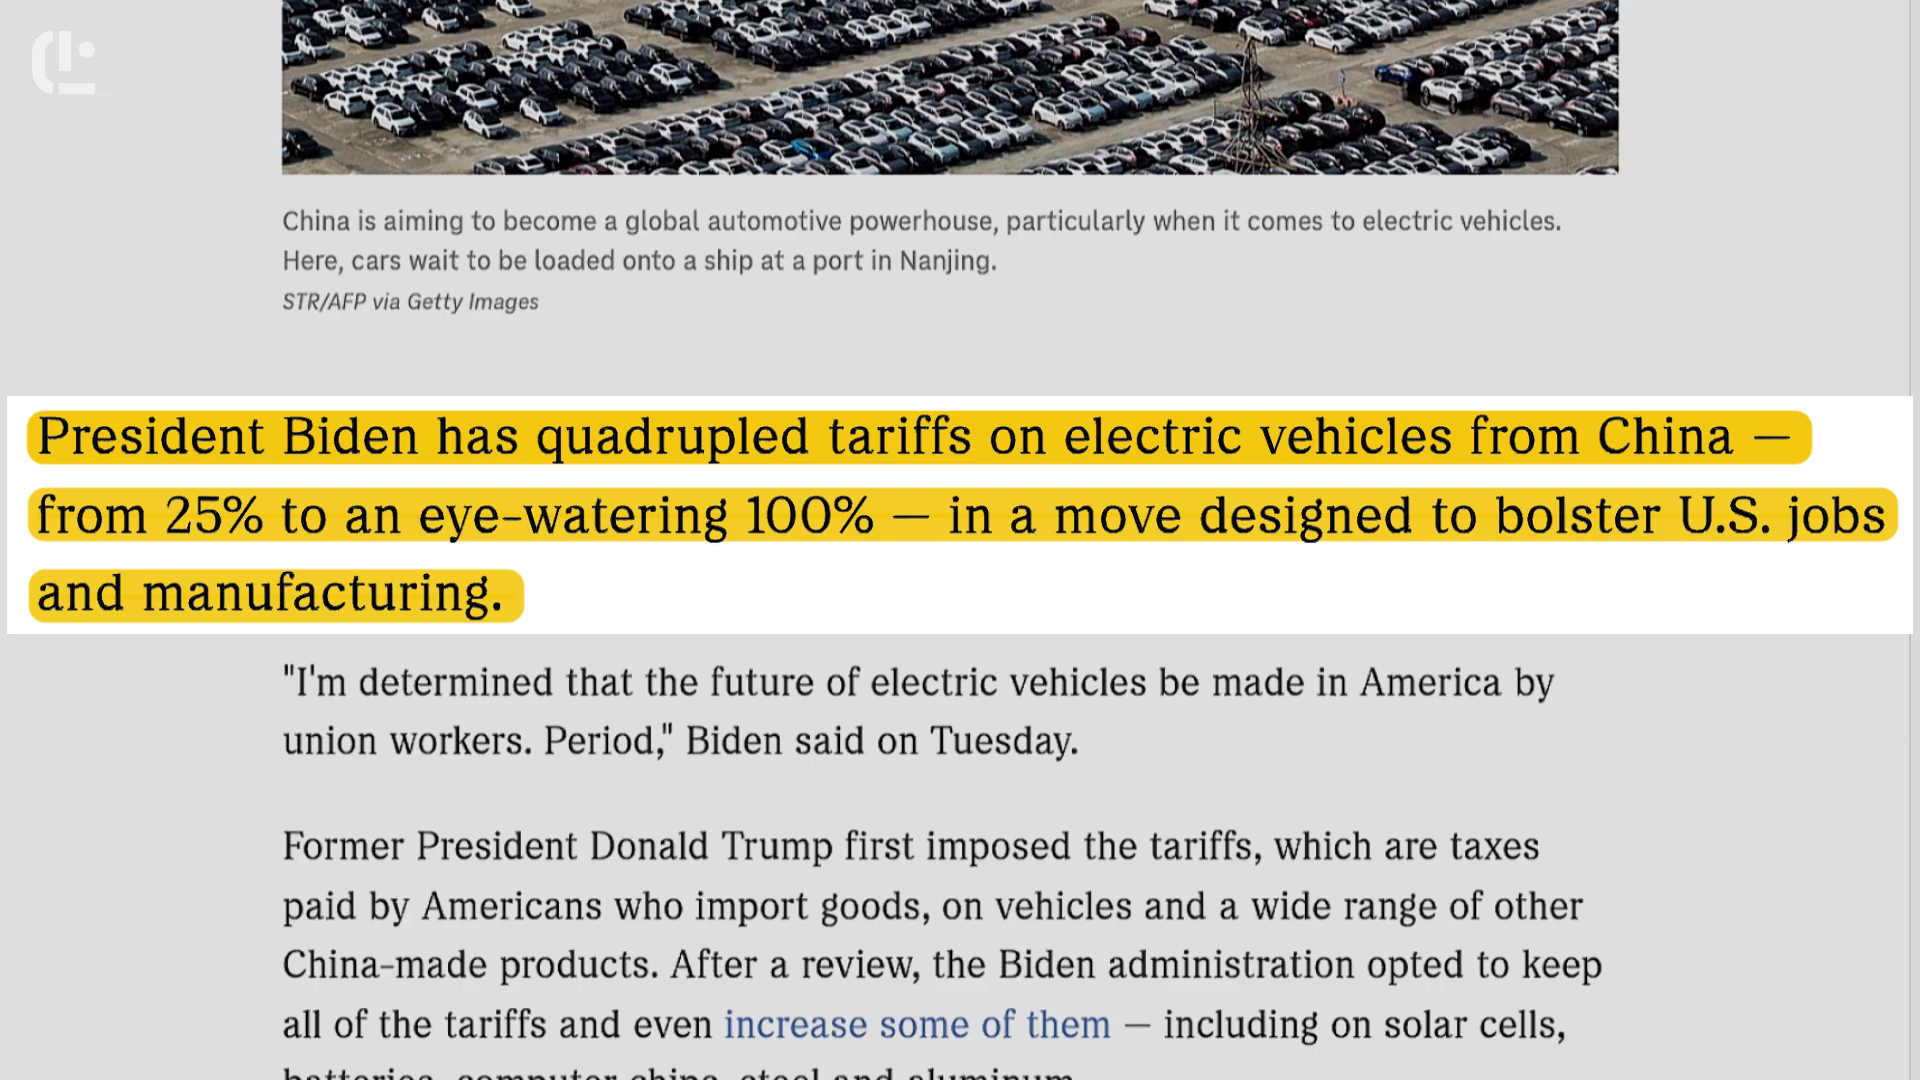 China is aiming to become a global automotive powerhouse, particularly when it comes to electric vehicles.
Here, cars wait to be loaded onto a ship at a port in Nanjing.
STR/AFP via Getty Images
President Biden has quadrupled tariffs on electric vehicles from China —
from 25% to an eye-watering 100% — in a move designed to bolster U.S. jobs
and manufacturing.
"I'm determined that the future of electric vehicles be made in America by
union workers. Period," Biden said on Tuesday.
Former President Donald Trump first imposed the tariffs, which are taxes
paid by Americans who import goods, on vehicles and a wide range of other
China-made products. After a review, the Biden administration opted to keep
all of the tariffs and even increase some of them — including on solar cells,
batteries, computer chips, steel and aluminum.